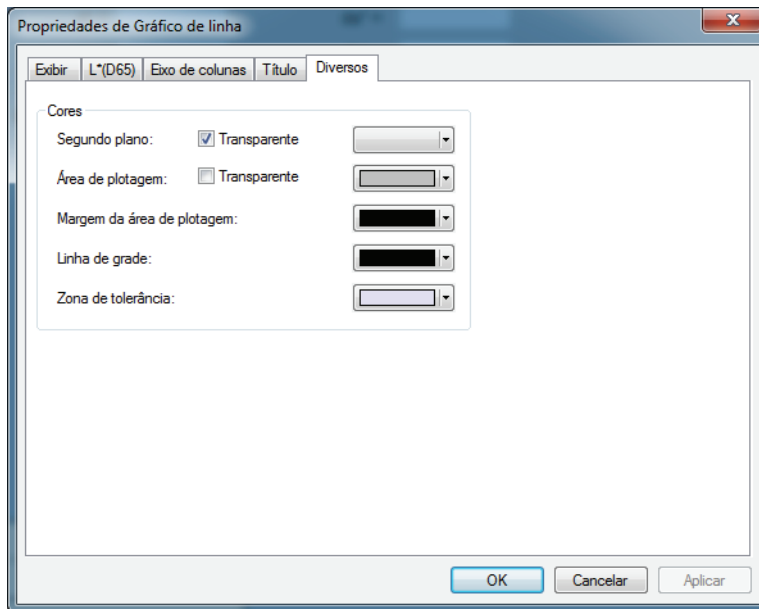 Propriedades de Gráfico de linha
Exibir L*(D65) Eixo de colunas Título Diversos
Cores
Segundo plano: Transparente
Área de plotagem: Transparente
Margem da área de plotagem:
Linha de grade:
Zona de tolerância:
OK Cancelar Aplicar